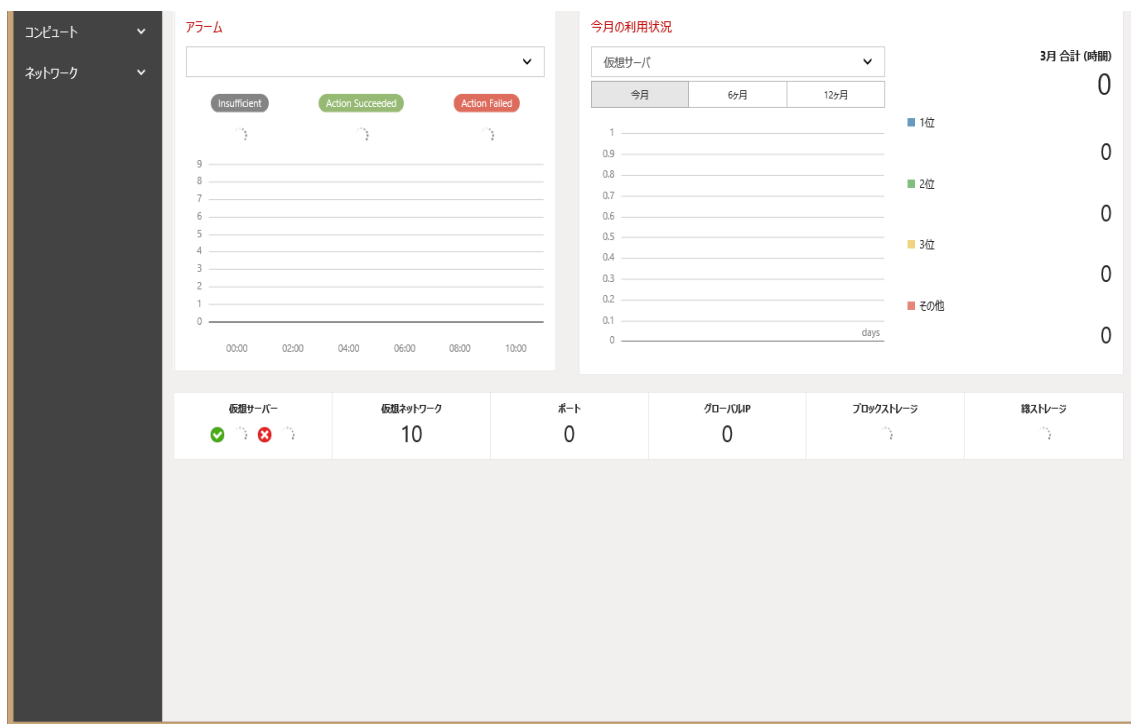 コンピュート
ネットワーク
アラーム
Insufficient
Action Succeeded
Action Failed
9
8
7
6
5
4
3
2
1
0
00:00 02:00 04:00 06:00 08:00 10:00
今月の利用状況
仮想サーバ
今月 6ヶ月 12ヶ月
1
0.9
0.8
0.7
0.6
0.5
0.4
0.3
0.2
0.1
0
days
3月 合計 (時間)
0
1位
0
2位
0
3位
0
その他
0
仮想サーバー
仮想ネットワーク
10
ポート
0
グローバルIP
0
ブロックストレージ
総ストレージ